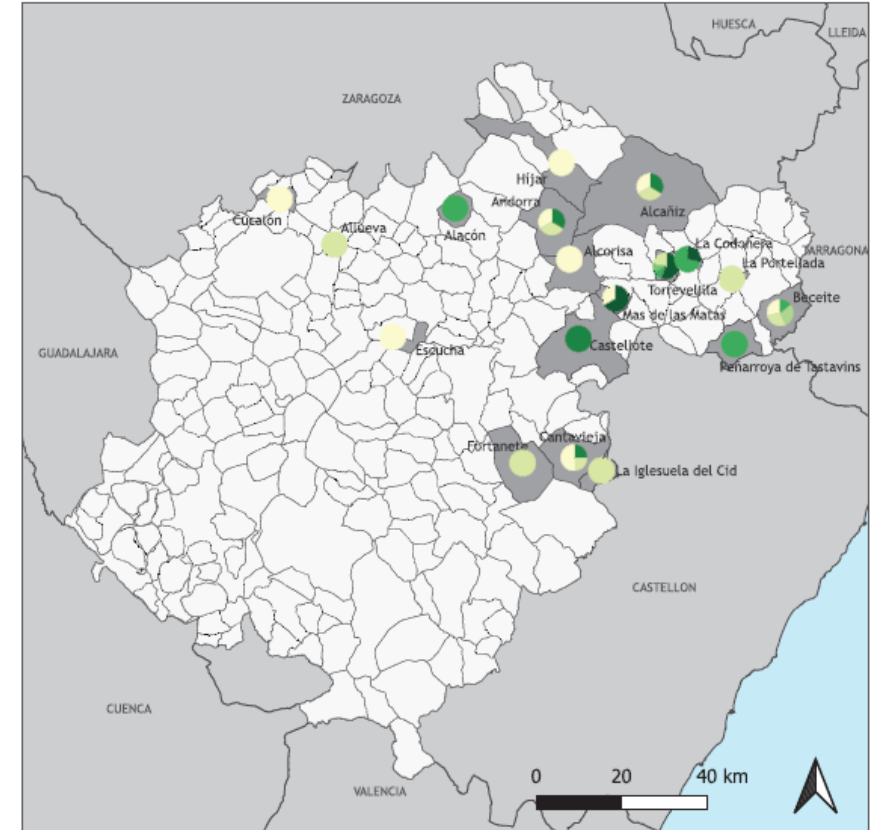 HUESCA
LLEIDA
ZARAGOZA
Híjar
Andorra
Alcañiz
Cucalón
Allueva
Alacón
Alcorisa
La Codoñera
TARRAGONA
La Portellada
Torrevelilla
Beceite
Mas de las Matas
GUADALAJARA
Escucha
Castellote
Peñarroya de Tastavins
Fortanete
Cantavieja
La Iglesuela del Cid
CASTELLON
CUENCA
VALENCIA
0 20 40 km